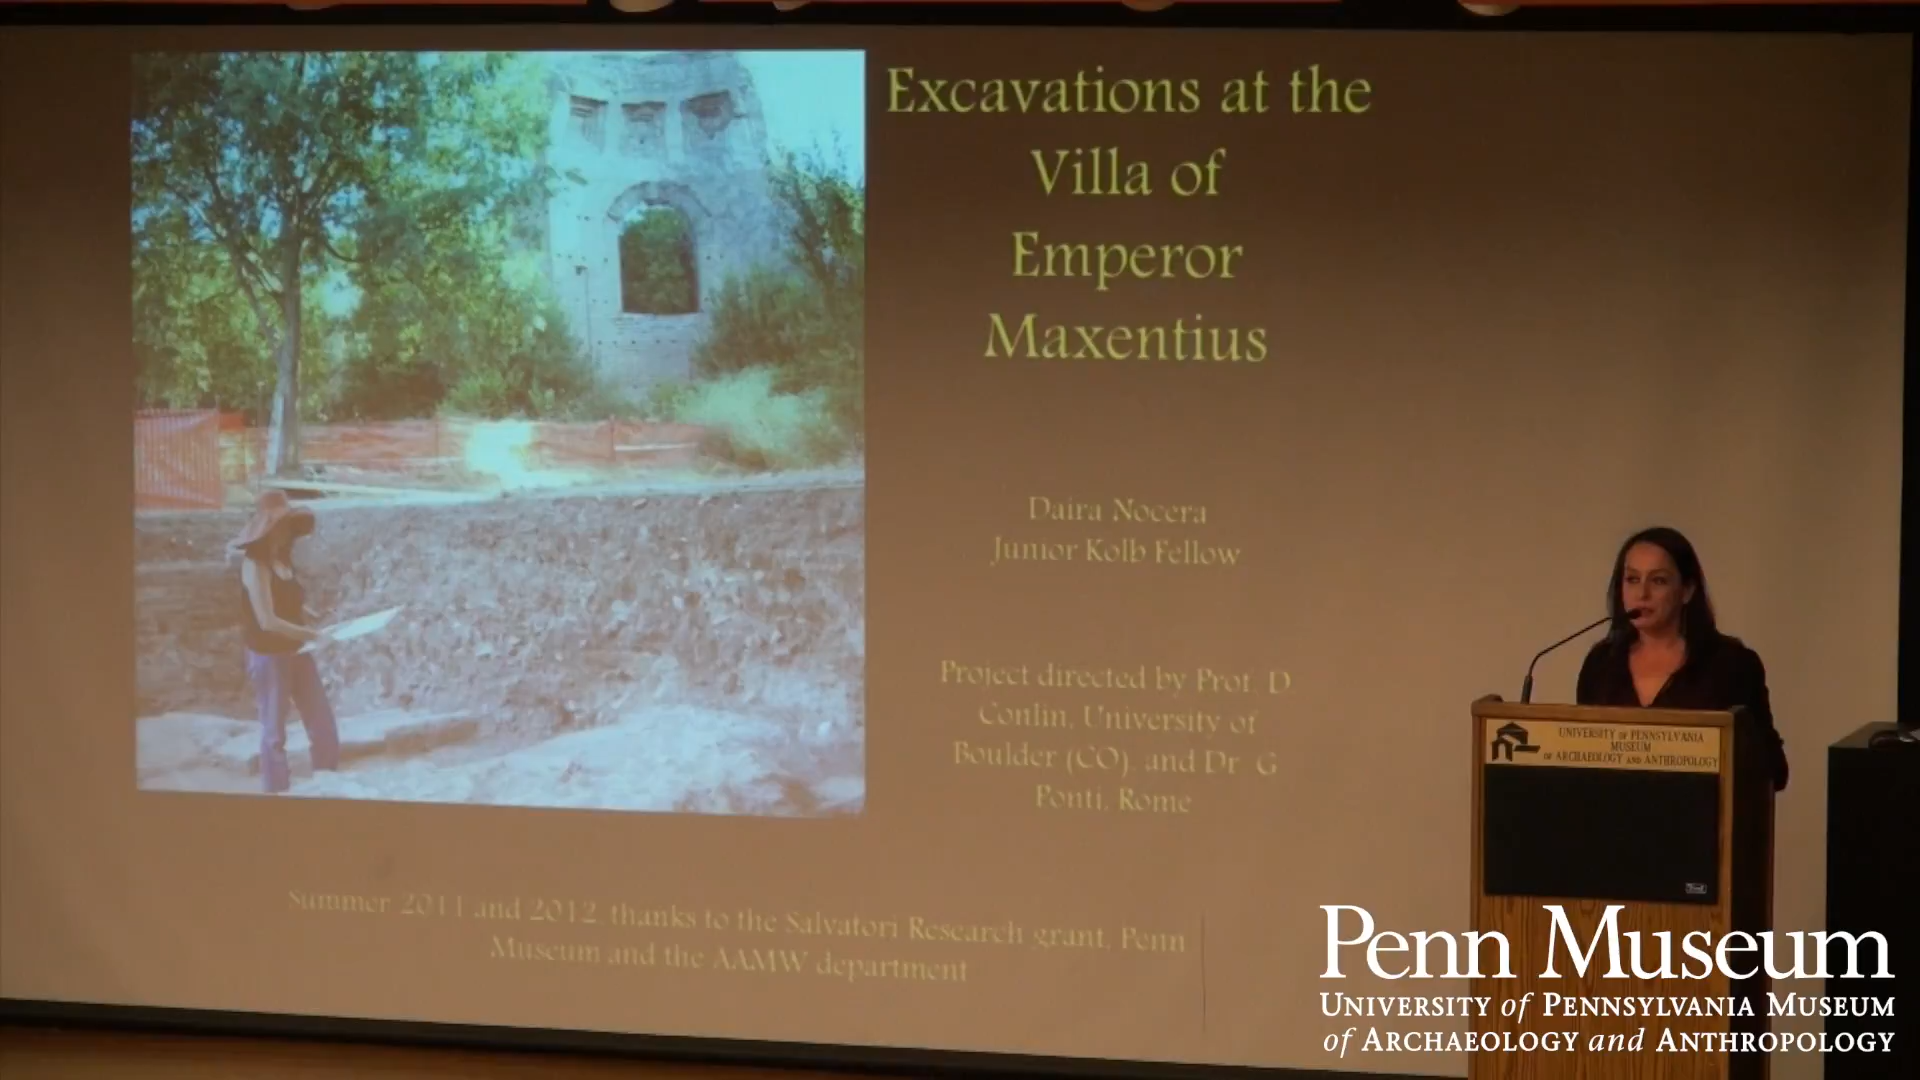 Excavations at the
Villa of
Emperor
Maxentius
Daira Nocera
Junior Kolb Fellow
Project directed by Prof. D.
Conlin, University of
Boulder (CO), and Dr. G.
Ponti, Rome
Summer 2011 and 2012, thanks to the Salvatori Research grant, Penn
Museum and the AAMW department
UNIVERSITY of PENNSYLVANIA
MUSEUM
OF ARCHAEOLOGY AND ANTHROPOLOGY
Penn Museum
UNIVERSITY of PENNSYLVANIA MUSEUM
of ARCHAEOLOGY and ANTHROPOLOGY